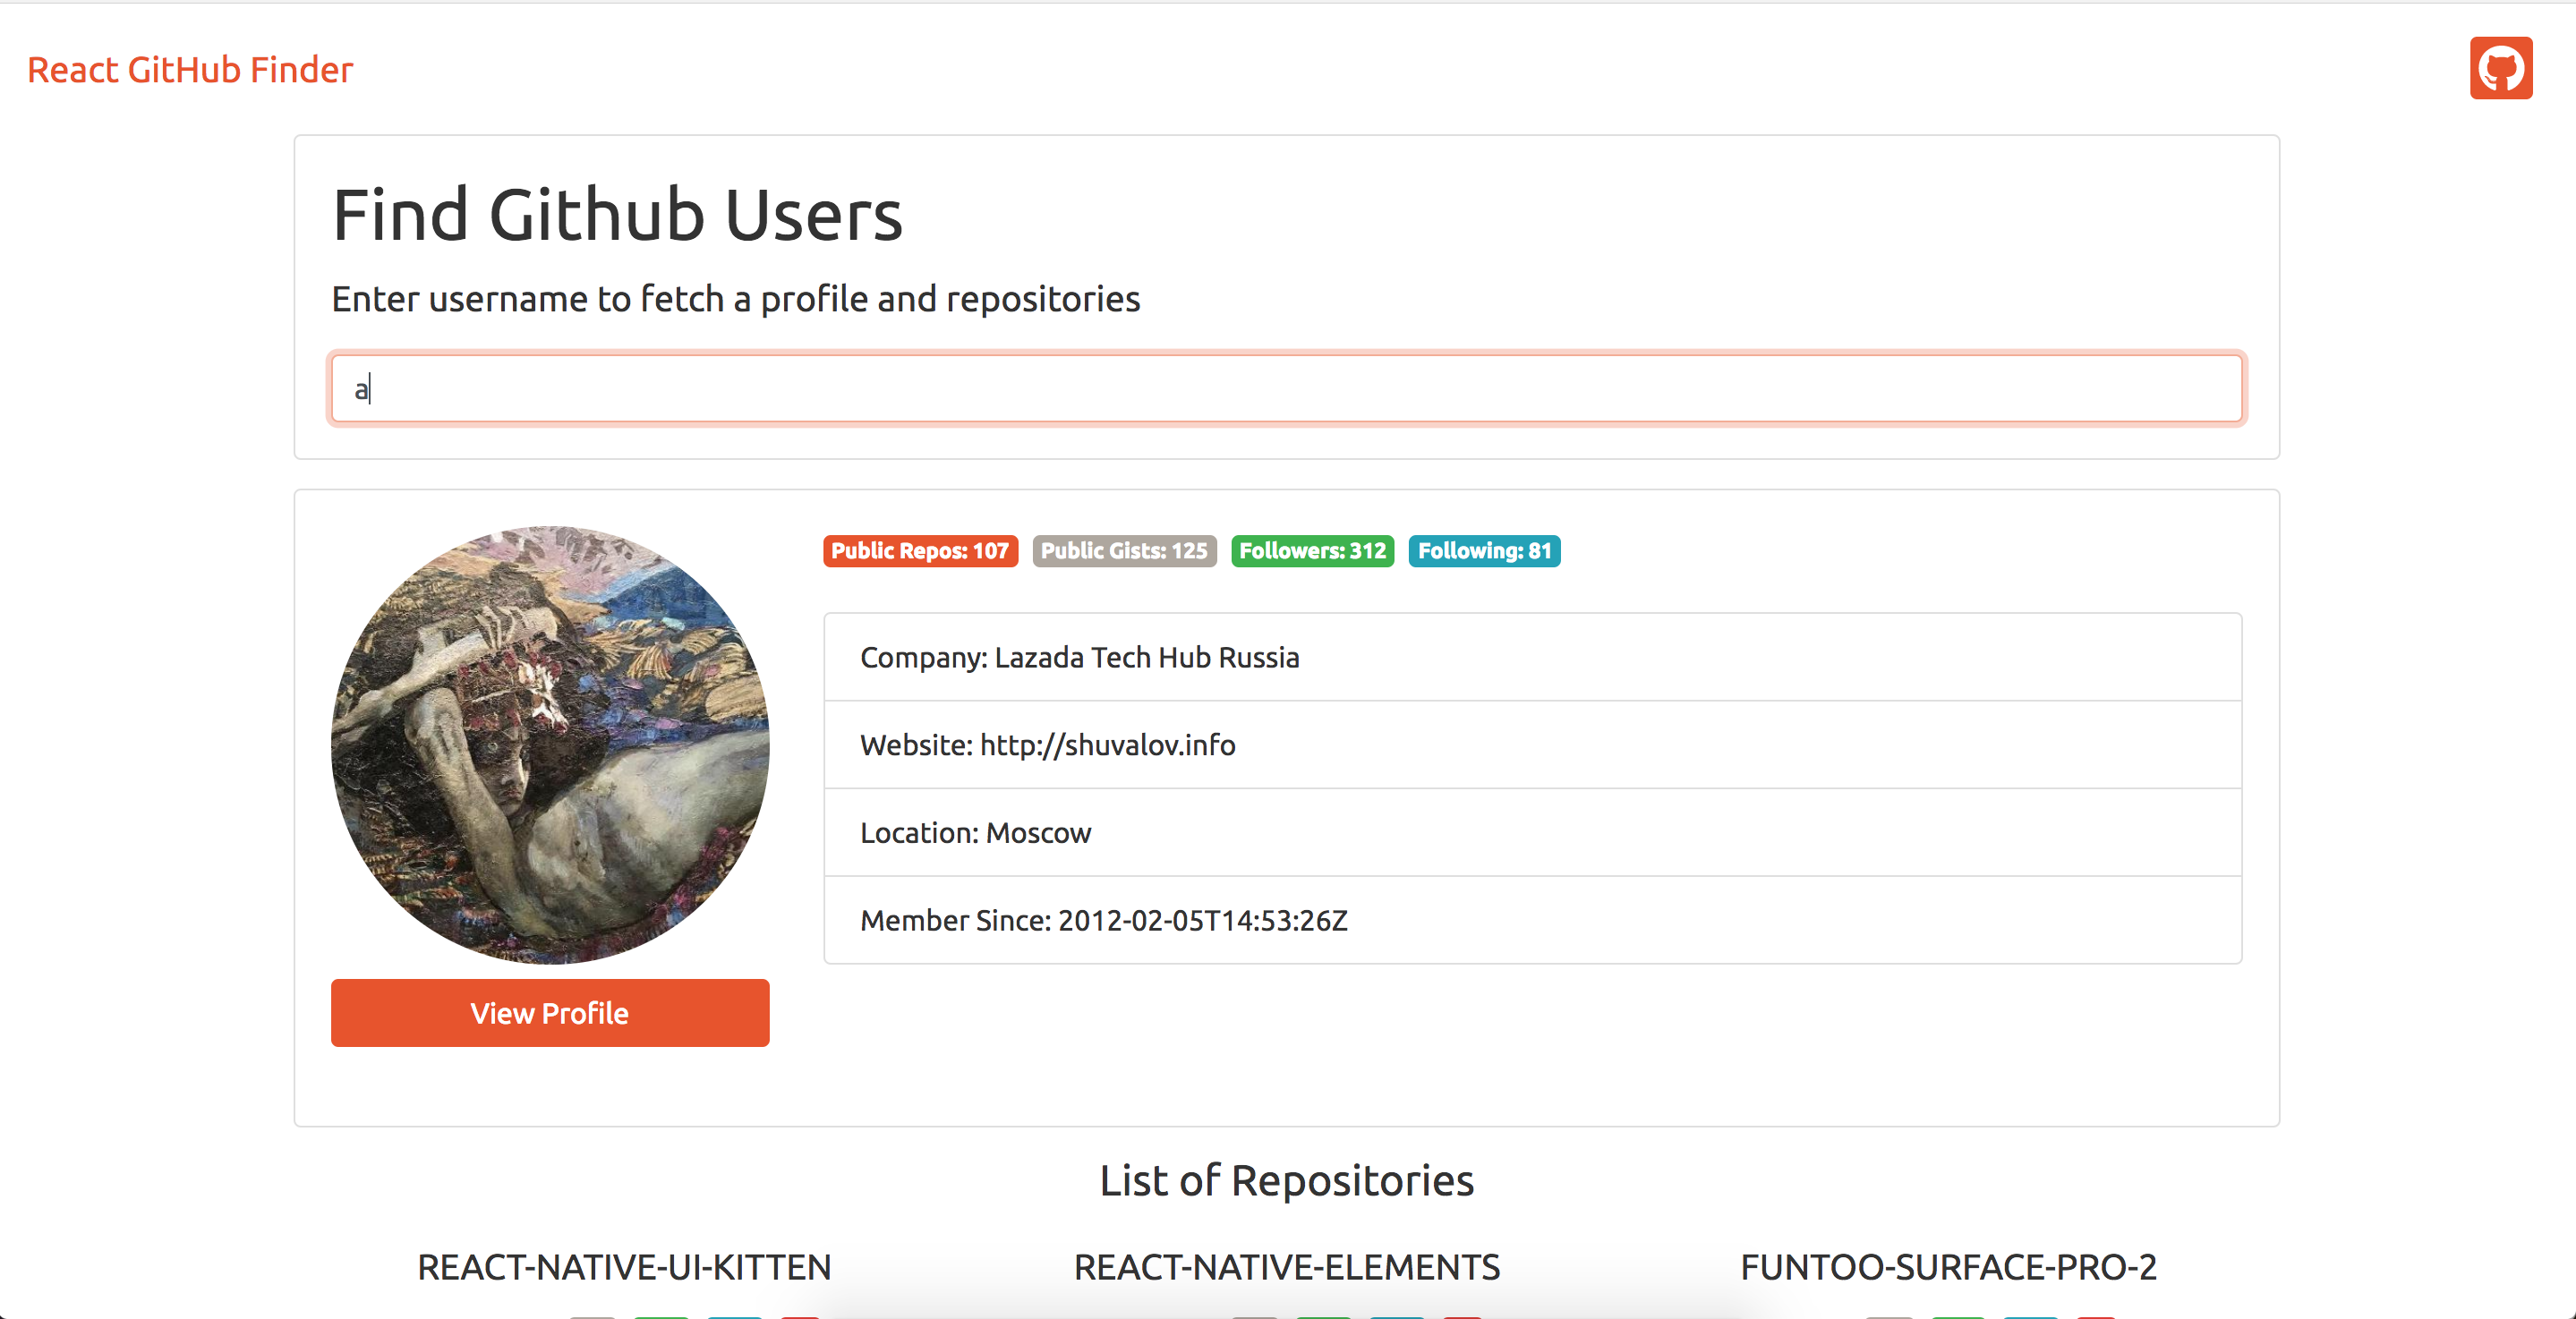 React GitHub Finder
Find Github Users
Enter username to fetch a profile and repositories
a
Public Repos: 107 Public Gists: 125 Followers: 312 Following: 81
Company: Lazada Tech Hub Russia
Website: http://shuvalov.info
Location: Moscow
Member Since: 2012-02-05T14:53:26Z
View Profile
List of Repositories
REACT-NATIVE-UI-KITTEN REACT-NATIVE-ELEMENTS FUNTOO-SURFACE-PRO-2